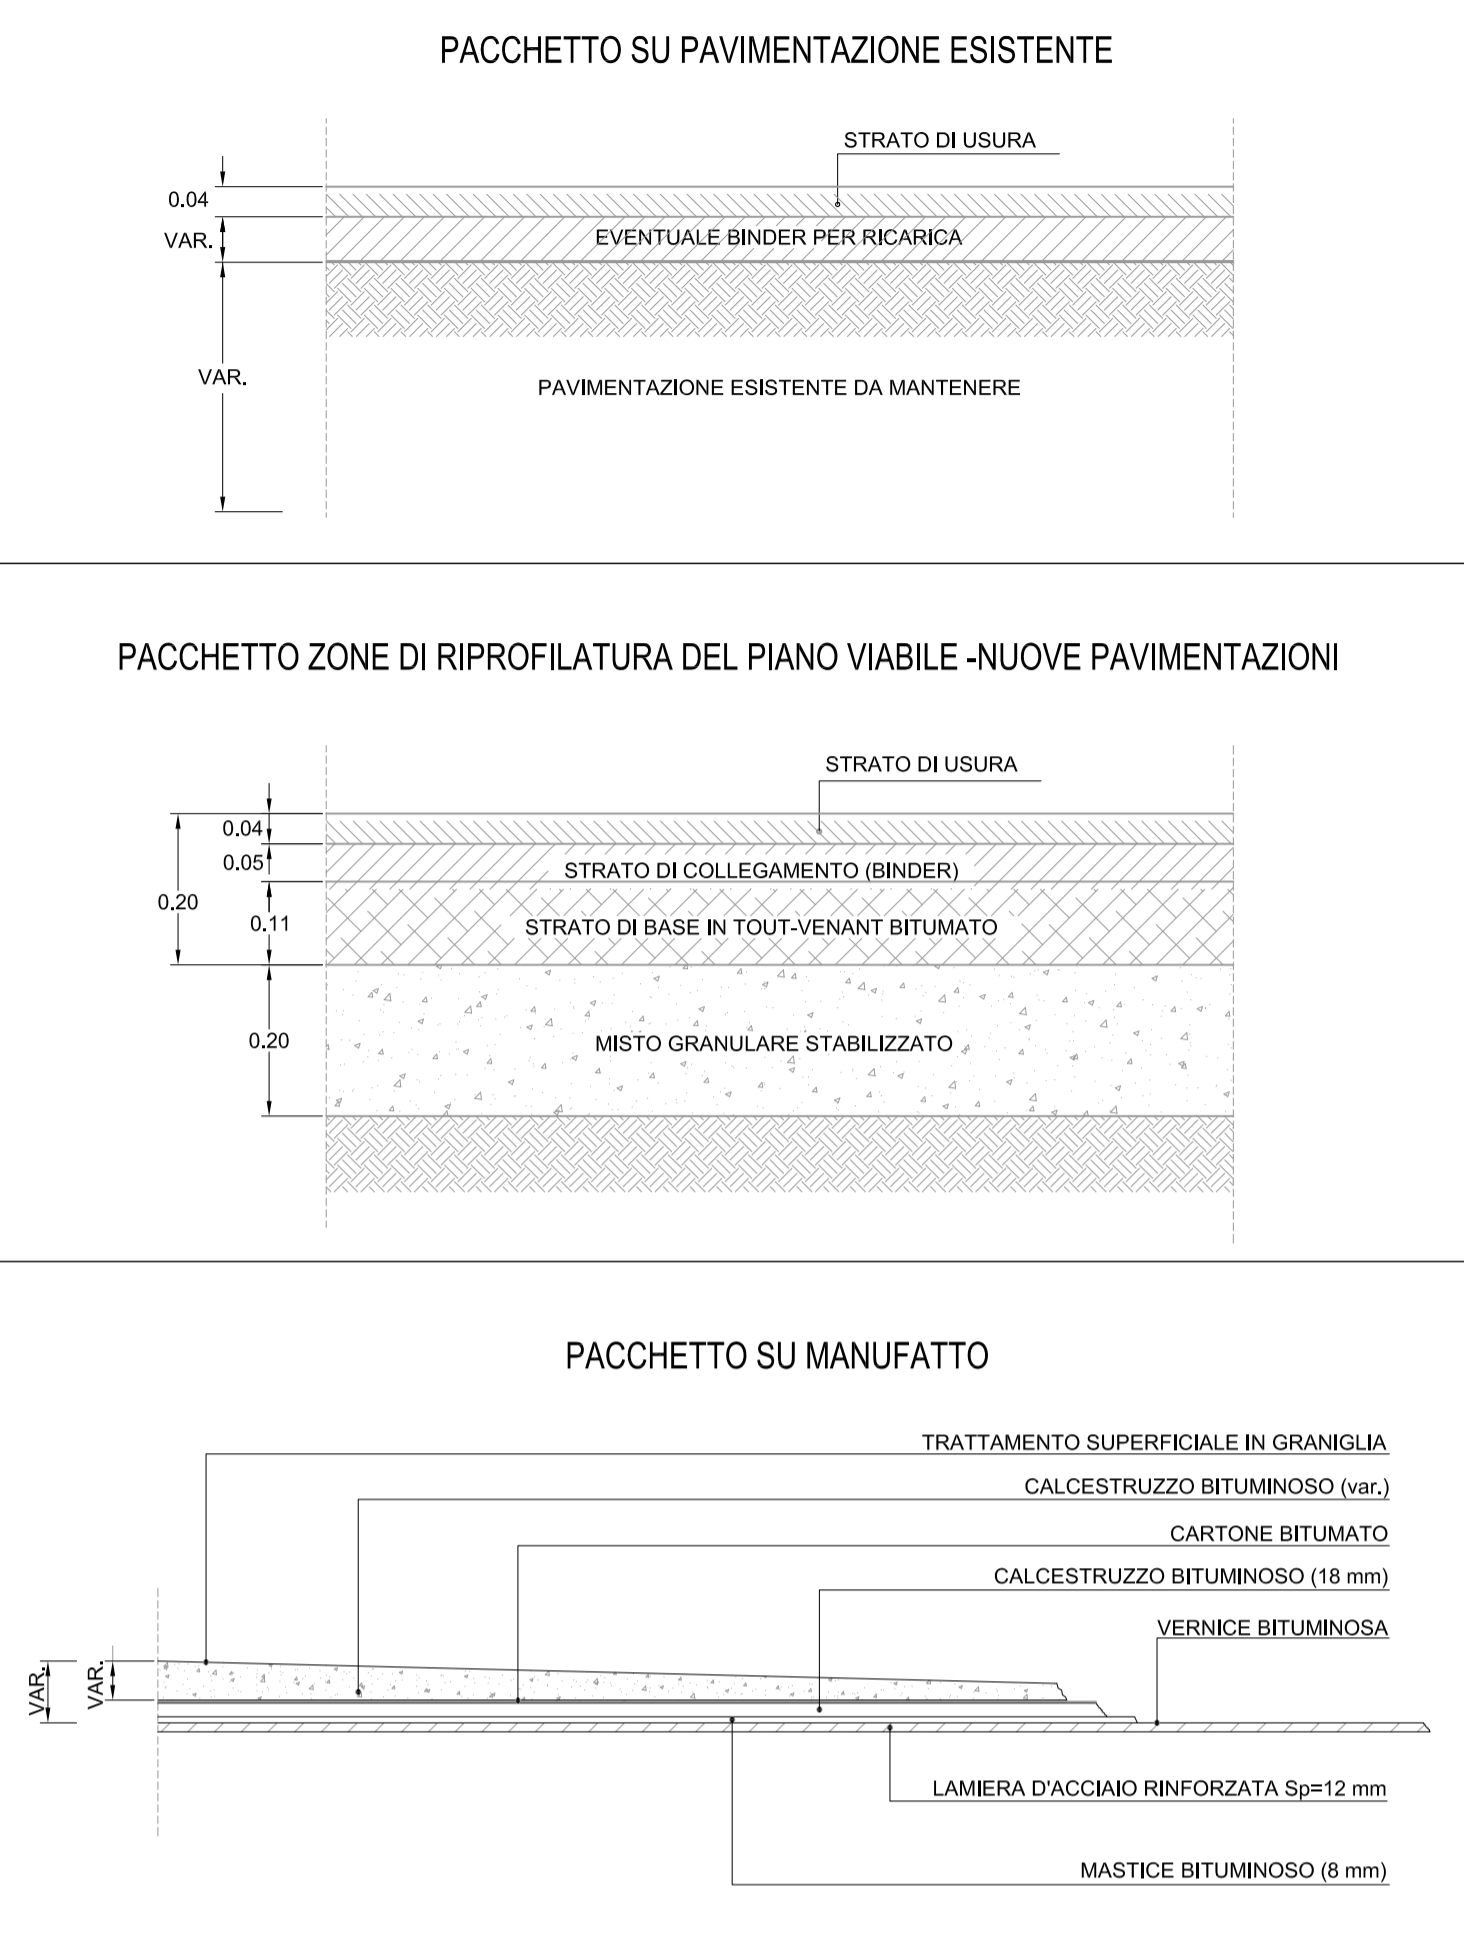 PACCHETTO SU PAVIMENTAZIONE ESISTENTE
STRATO DI USURA
0.04
VAR.
EVENTUALE BINDER PER RICARICA
VAR.
PAVIMENTAZIONE ESISTENTE DA MANTENERE
PACCHETTO ZONE DI RIPROFILATURA DEL PIANO VIABILE -NUOVE PAVIMENTAZIONI
STRATO DI USURA
0.04
0.05
STRATO DI COLLEGAMENTO (BINDER)
0.20
0.11
STRATO DI BASE IN TOUT-VENANT BITUMATO
0.20
MISTO GRANULARE STABILIZZATO
PACCHETTO SU MANUFATTO
TRATTAMENTO SUPERFICIALE IN GRANIGLIA
CALCESTRUZZO BITUMINOSO (var.)
CARTONE BITUMATO
CALCESTRUZZO BITUMINOSO (18 mm)
VERNICE BITUMINOSA
VAR.
VAR.
LAMIERA D'ACCIAIO RINFORZATA Sp=12 mm
MASTICE BITUMINOSO (8 mm)